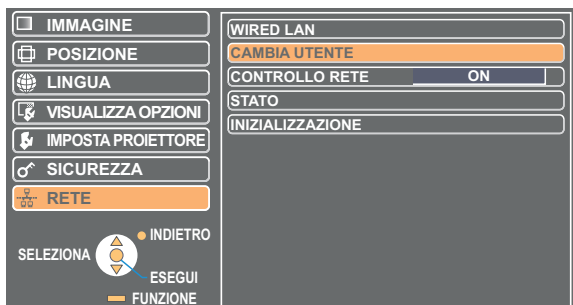 IMMAGINE
POSIZIONE
LINGUA
VISUALIZZA OPZIONI
IMPOSTA PROIETTORE
SICUREZZA
RETE
INDIETRO
SELEZIONA
ESEGUI
FUNZIONE
WIRED LAN
CAMBIA UTENTE
CONTROLLO RETE ON
STATO
INIZIALIZZAZIONE